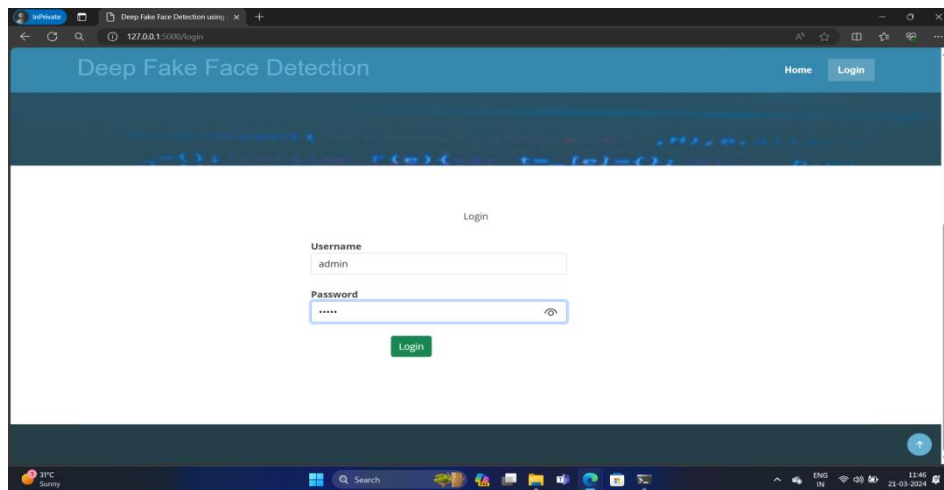 InPrivate
Deep Fake Face Detection using
127.0.0.1:5000/login
Deep Fake Face Detection
Home
Login
r(e){
t=
[e]={};
Login
Username
admin
Password
•••••
Login
1
31°C
Sunny
Search
ENG
IN
11:46
21-03-2024